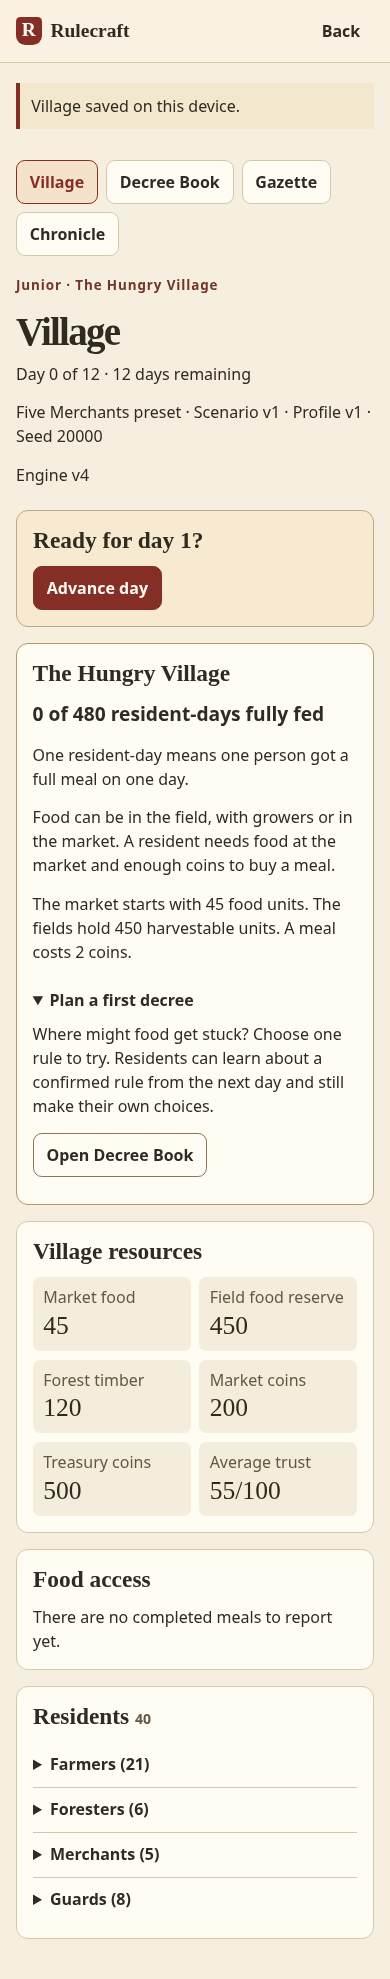 R Rulecraft
Back
Village saved on this device.
Village
Decree Book
Gazette
Chronicle
Junior · The Hungry Village
Village
Day 0 of 12 · 12 days remaining
Five Merchants preset · Scenario v1 · Profile v1 ·
Seed 20000
Engine v4
Ready for day 1?
Advance day
The Hungry Village
0 of 480 resident-days fully fed
One resident-day means one person got a
full meal on one day.
Food can be in the field, with growers or in
the market. A resident needs food at the
market and enough coins to buy a meal.
The market starts with 45 food units. The
fields hold 450 harvestable units. A meal
costs 2 coins.
Plan a first decree
Where might food get stuck? Choose one
rule to try. Residents can learn about a
confirmed rule from the next day and still
make their own choices.
Open Decree Book
Village resources
Market food
45
Field food reserve
450
Forest timber
120
Market coins
200
Treasury coins
500
Average trust
55/100
Food access
There are no completed meals to report
yet.
Residents 40
Farmers (21)
Foresters (6)
Merchants (5)
Guards (8)